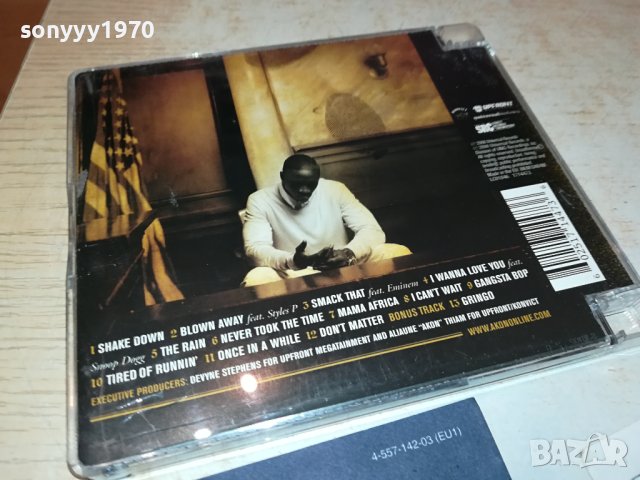 sonyyy1970
UPFRONT
1 SHAKE DOWN 2 BLOWN AWAY feat. Styles P 3 SMACK THAT feat. Eminem 4 I WANNA LOVE YOU feat.
Snoop Dogg 5 THE RAIN 6 NEVER TOOK THE TIME 7 MAMA AFRICA 8 I CAN'T WAIT 9 GANGSTA BOP
10 TIRED OF RUNNIN' 11 ONCE IN A WHILE 12 DON'T MATTER BONUS TRACK 13 GRINGO
EXECUTIVE PRODUCERS: DEVYNE STEPHENS FOR UPFRONT MEGATAINMENT AND ALIAUNE "AKON" THIAM FOR UPFRONT/KONVICT
WWW.AKONONLINE.COM
4-557-142-03 (EU1)
BAZAR.bg